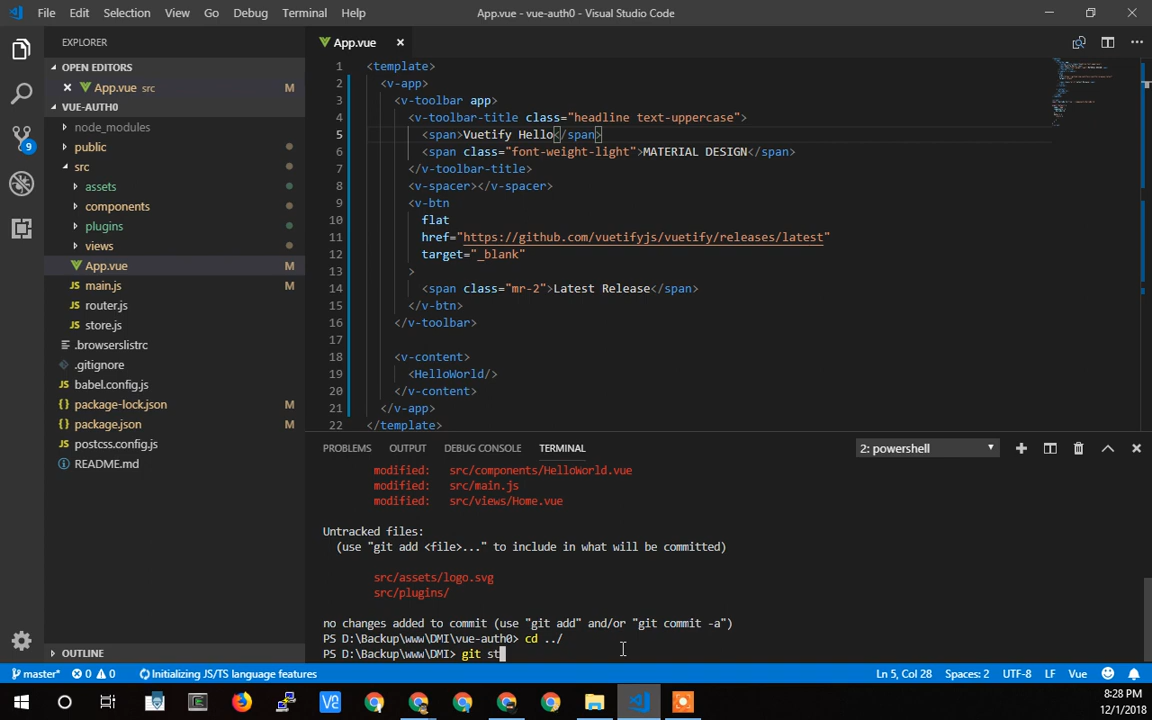 File Edit Selection View Go Debug Terminal Help
App.vue - vue-auth0 - Visual Studio Code
EXPLORER
OPEN EDITORS
App.vue src M
VUE-AUTH0
node_modules
public
src
assets
components
plugins
views
App.vue M
main.js M
router.js
store.js
.browserslistrc
.gitignore
babel.config.js
package-lock.json M
package.json M
postcss.config.js
README.md
OUTLINE
9
App.vue
1 <template>
2 <v-app>
3 <v-toolbar app>
4 <v-toolbar-title class="headline text-uppercase">
5 <span>Vuetify Hello</span>
6 <span class="font-weight-light">MATERIAL DESIGN</span>
7 </v-toolbar-title>
8 <v-spacer></v-spacer>
9 <v-btn
10 flat
11 href="https://github.com/vuetifyjs/vuetify/releases/latest"
12 target="_blank"
13 >
14 <span class="mr-2">Latest Release</span>
15 </v-btn>
16 </v-toolbar>
17
18 <v-content>
19 <HelloWorld/>
20 </v-content>
21 </v-app>
22 </template>
PROBLEMS OUTPUT DEBUG CONSOLE TERMINAL
2: powershell
modified: src/components/HelloWorld.vue
modified: src/main.js
modified: src/views/Home.vue
Untracked files:
(use "git add <file>..." to include in what will be committed)
src/assets/logo.svg
src/plugins/
no changes added to commit (use "git add" and/or "git commit -a")
PS D:\Backup\www\DMI\vue-auth0> cd ../
PS D:\Backup\www\DMI> git st
master* 0 0 Initializing JS/TS language features
Ln 5, Col 28 Spaces: 2 UTF-8 LF Vue
8:28 PM
12/1/2018